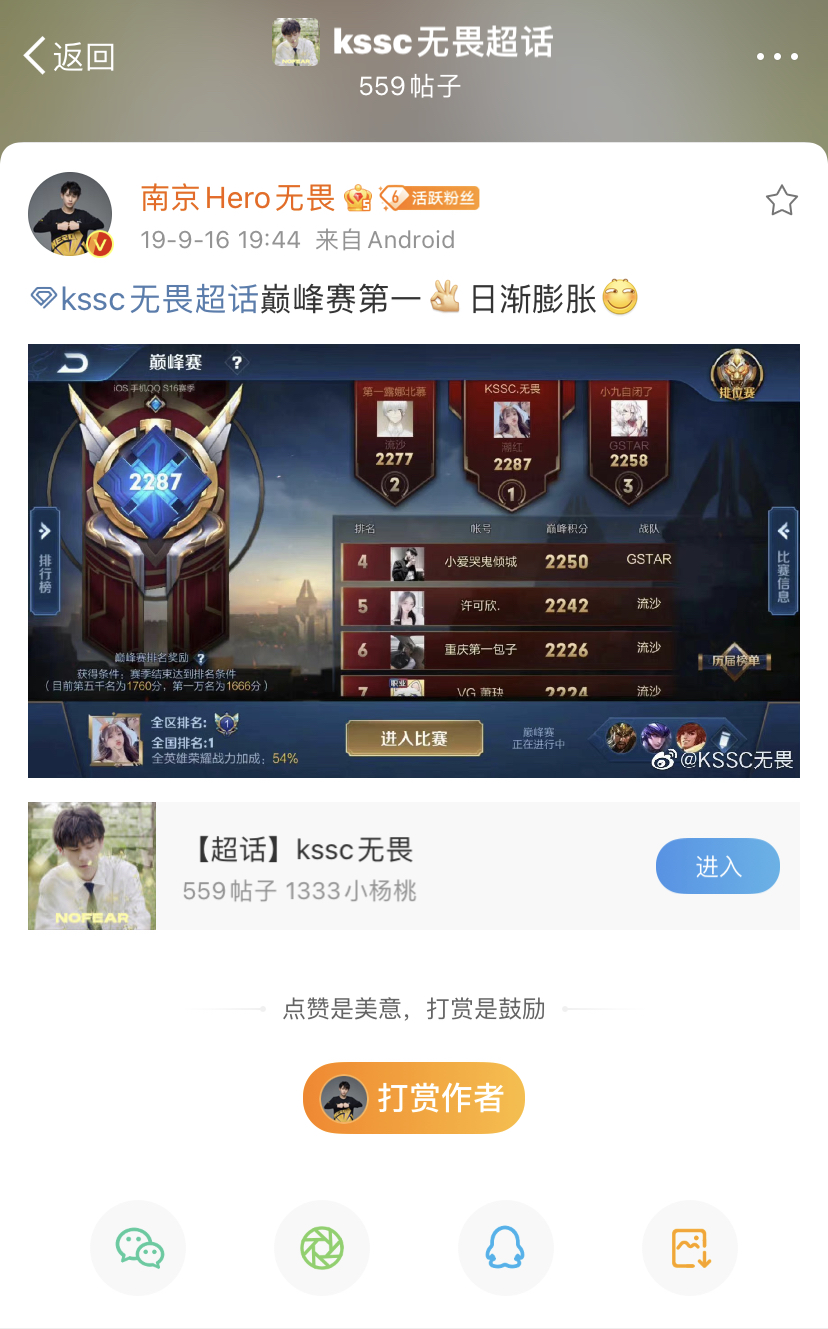 返回
kssc无畏超话
559帖子
南京Hero无畏
6 活跃粉丝
19-9-16 19:44 来自Android
kssc无畏超话巅峰赛第一👌日渐膨胀😊
巅峰赛 ?
iOS 手机QQ S16赛季
2287
排行榜
第一露娜北慕
流沙
2277
2
KSSC.无畏
2287
1
小九自闭了
GSTAR
2258
3
排位赛
排名 帐号 巅峰积分 战队
4 小爱哭鬼倾城 2250 GSTAR
5 许可欣. 2242 流沙
6 重庆第一包子 2226 流沙
7 职业 VG 萧玦 2224 流沙
比赛信息
历届榜单
巅峰赛排名奖励 ?
获得条件：赛季结束达到排名条件
（目前第五千名为1760分，第一万名为1666分）
全区排名: 1
全国排名:1
全英雄荣耀战力加成：54%
进入比赛
巅峰赛
正在进行中
@KSSC无畏
NOFEAR
【超话】kssc无畏
559帖子 1333小杨桃
进入
点赞是美意，打赏是鼓励
打赏作者